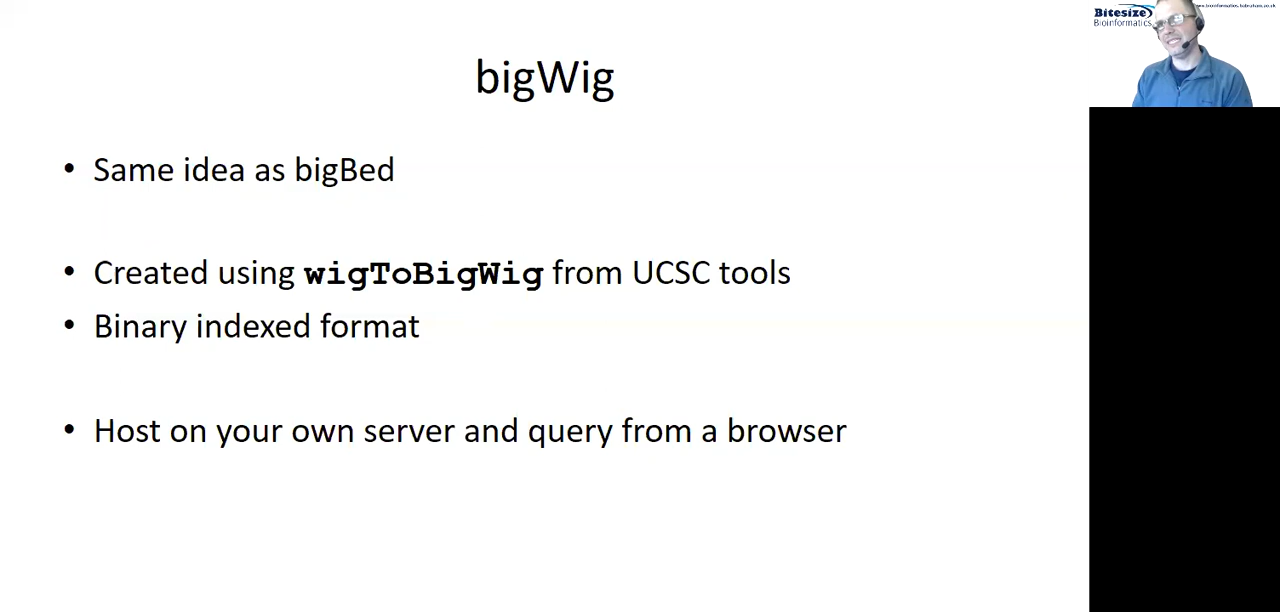 bigWig
• Same idea as bigBed
• Created using wigToBigWig from UCSC tools
• Binary indexed format
• Host on your own server and query from a browser
Bitesize
Bioinformatics